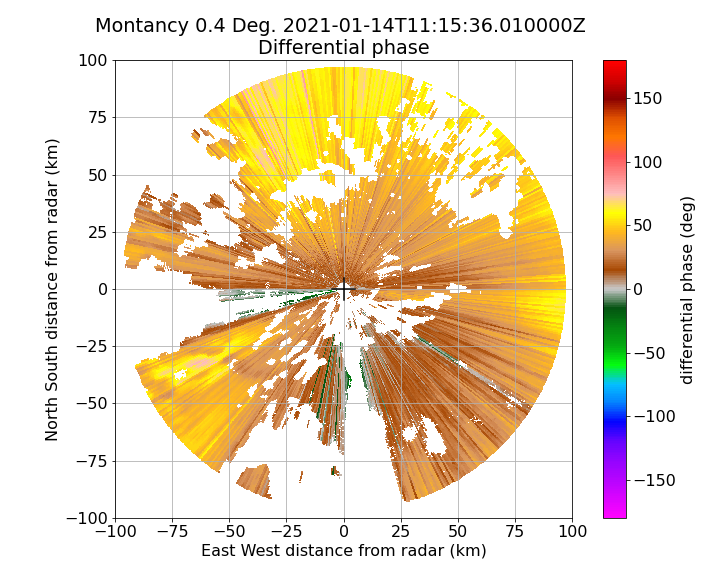 Montancy 0.4 Deg. 2021-01-14T11:15:36.010000Z
Differential phase
100
75
50
25
0
−25
−50
−75
−100
−100 −75 −50 −25 0 25 50 75 100
North South distance from radar (km)
East West distance from radar (km)
150
100
50
0
−50
−100
−150
differential phase (deg)